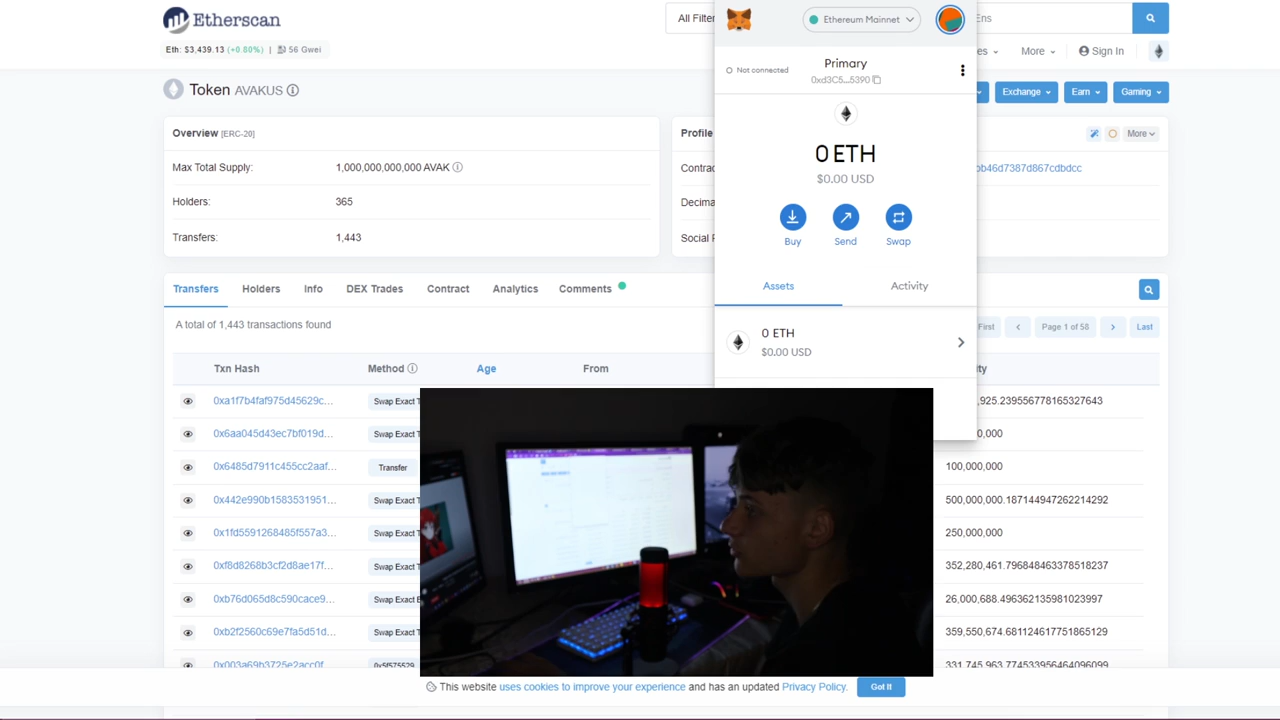 Etherscan
All Filter
Ens
Eth: $3,439.13 (+0.80%) | 56 Gwei
More
Sign In
Token AVAKUS
Exchange
Earn
Gaming
Overview [ERC-20]
Max Total Supply: 1,000,000,000,000 AVAK
Holders: 365
Transfers: 1,443
Profile
More
Contrac
ob46d7387d867cdbdcc
Decima
Social P
Ethereum Mainnet
Not connected
Primary
0xd3C5...5390
0 ETH
$0.00 USD
Buy
Send
Swap
Assets
Activity
0 ETH
$0.00 USD
Transfers
Holders
Info
DEX Trades
Contract
Analytics
Comments
A total of 1,443 transactions found
First
Page 1 of 58
Last
Txn Hash
Method
Age
From
ity
0xa1f7b4faf975d45629c...
Swap Exact T
,925.239556778165327643
0x6aa045d43ec7bf019d...
Swap Exact T
0,000
0x6485d7911c455cc2aaf...
Transfer
100,000,000
0x442e990b1583531951...
Swap Exact T
500,000,000.187144947262214292
0x1fd5591268485f557a3...
Swap Exact T
250,000,000
0xf8d8268b3cf2d8ae17f...
Swap Exact T
352,280,461.796848463378518237
0xb76d065d8c590cace9...
Swap Exact E
26,000,688.496362135981023997
0xb2f2560c69e7fa5d51d...
Swap Exact T
359,550,674.681124617751865129
0x003a69b3725e2acc0f...
0x5f575529
331,745,963.774533956464096099
This website uses cookies to improve your experience and has an updated Privacy Policy.
Got It